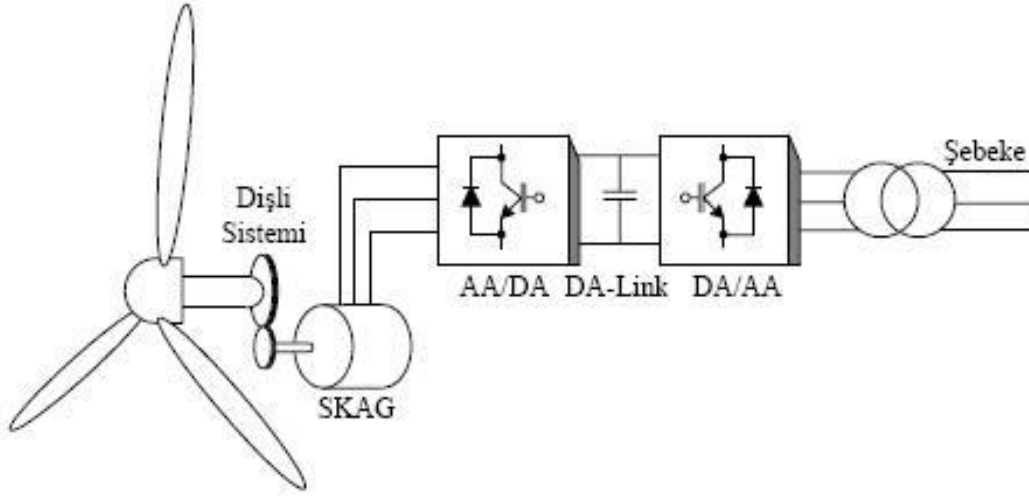 Dişli
Sistemi
SKAG
AA/DA
DA-Link
DA/AA
Şebeke